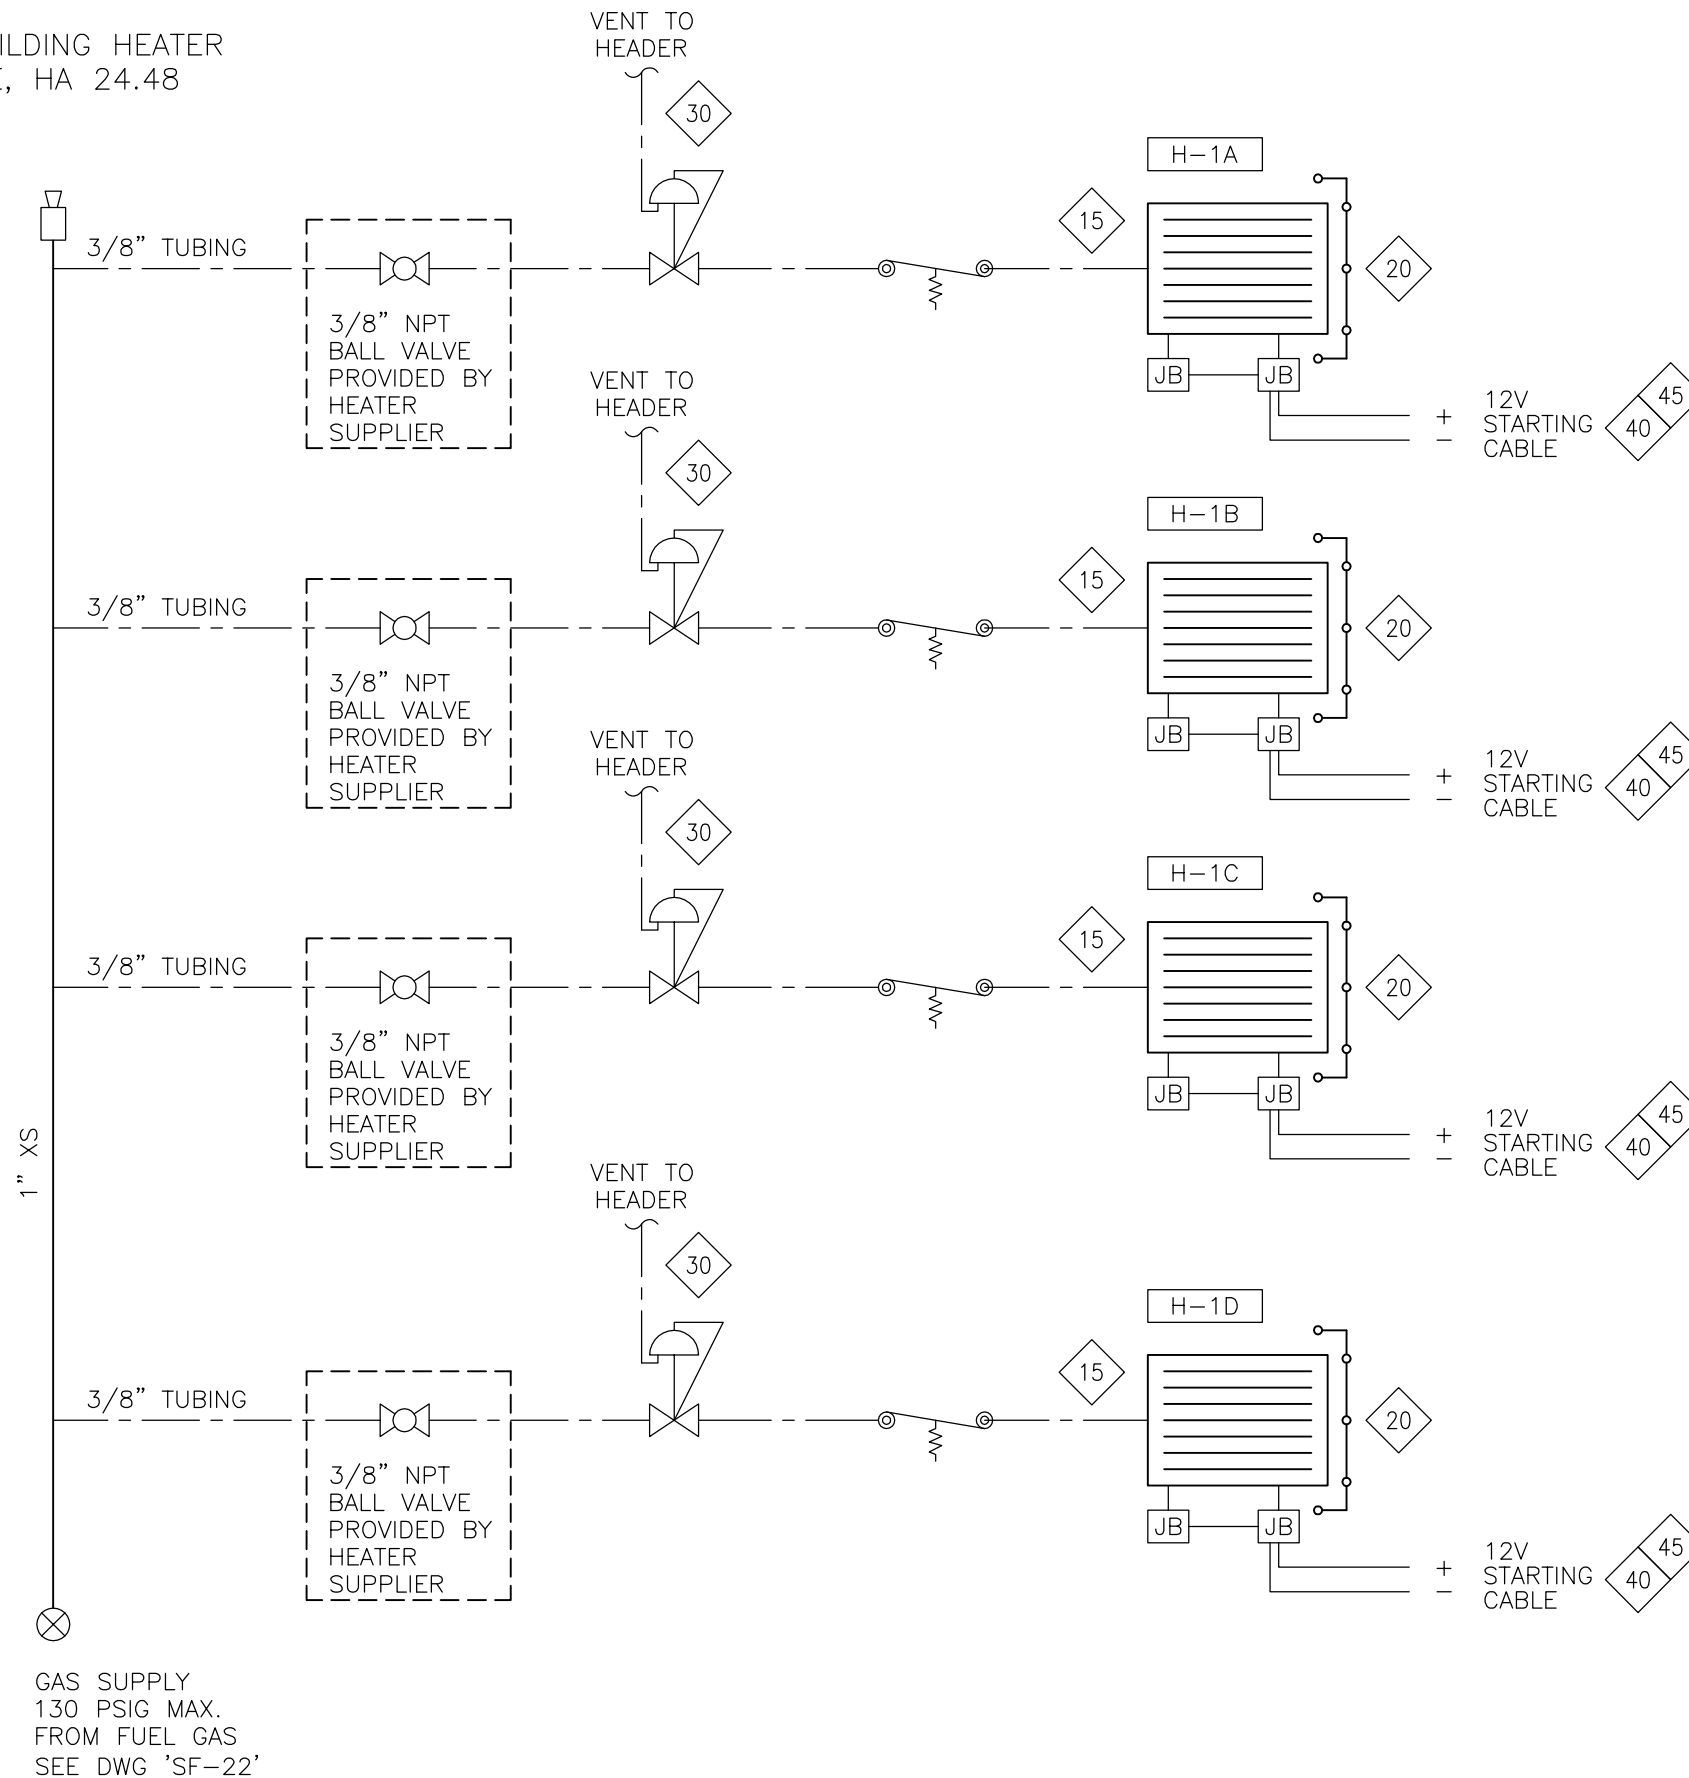 HEATER
HA 24.48
VENT TO
HEADER
30
H-1A
15
3/8" TUBING
20
3/8" NPT
BALL VALVE
PROVIDED BY
HEATER
SUPPLIER
JB
JB
+
-
12V
STARTING
CABLE
40
45
VENT TO
HEADER
30
H-1B
15
3/8" TUBING
20
3/8" NPT
BALL VALVE
PROVIDED BY
HEATER
SUPPLIER
JB
JB
+
-
12V
STARTING
CABLE
40
45
VENT TO
HEADER
30
H-1C
15
3/8" TUBING
20
3/8" NPT
BALL VALVE
PROVIDED BY
HEATER
SUPPLIER
JB
JB
+
-
12V
STARTING
CABLE
40
45
1" XS
VENT TO
HEADER
30
H-1D
15
3/8" TUBING
20
3/8" NPT
BALL VALVE
PROVIDED BY
HEATER
SUPPLIER
JB
JB
+
-
12V
STARTING
CABLE
40
45
GAS SUPPLY
130 PSIG MAX.
FROM FUEL GAS
SEE DWG 'SF-22'